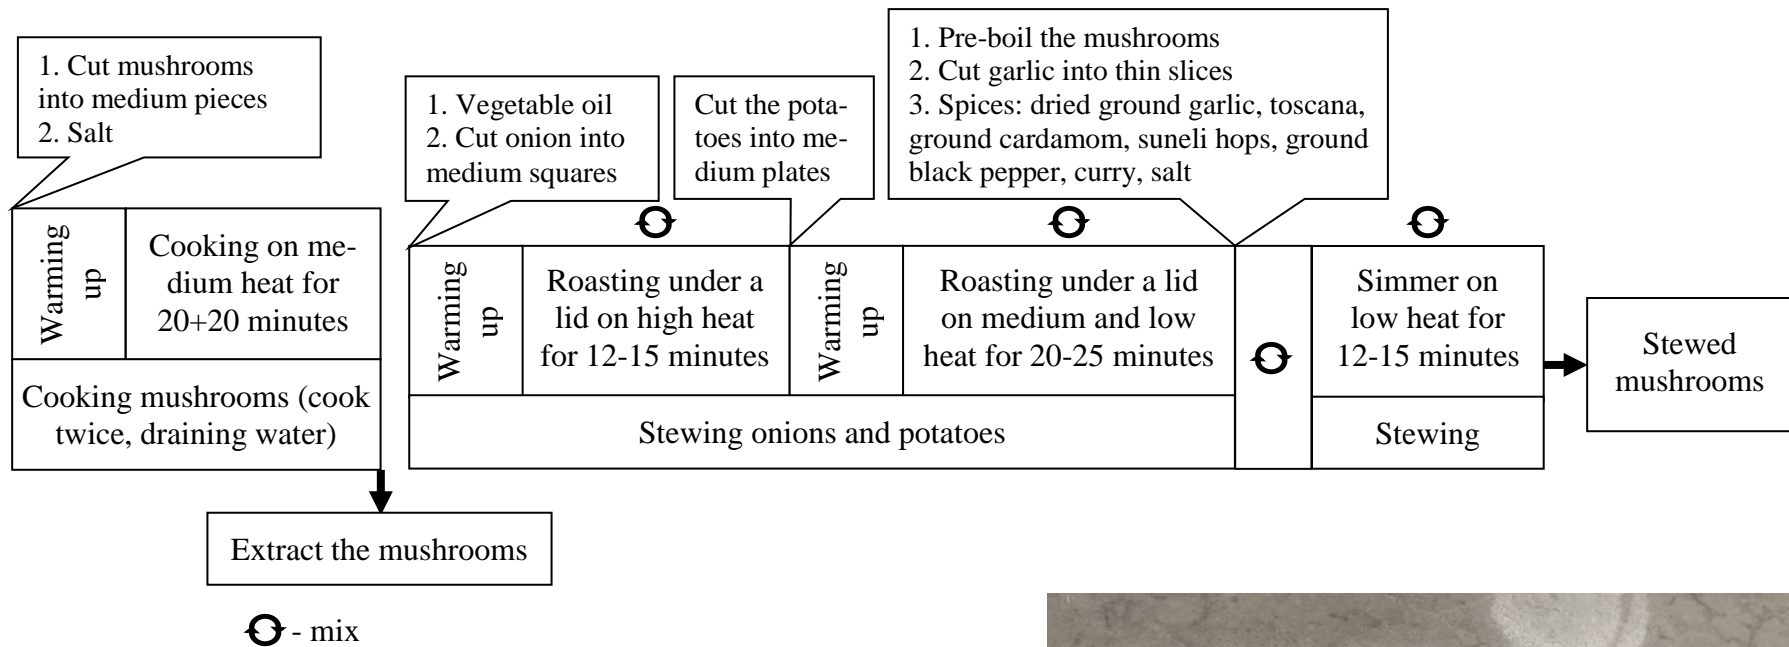 1. Cut mushrooms
into medium pieces
2. Salt
Warming
up
Cooking on me-
dium heat for
20+20 minutes
Cooking mushrooms (cook
twice, draining water)
Extract the mushrooms
- mix
1. Vegetable oil
2. Cut onion into
medium squares
Warming
up
Roasting under a
lid on high heat
for 12-15 minutes
Cut the pota-
toes into me-
dium plates
Warming
up
Roasting under a lid
on medium and low
heat for 20-25 minutes
Stewing onions and potatoes
1. Pre-boil the mushrooms
2. Cut garlic into thin slices
3. Spices: dried ground garlic, toscana,
ground cardamom, suneli hops, ground
black pepper, curry, salt
Simmer on
low heat for
12-15 minutes
Stewing
Stewed
mushrooms